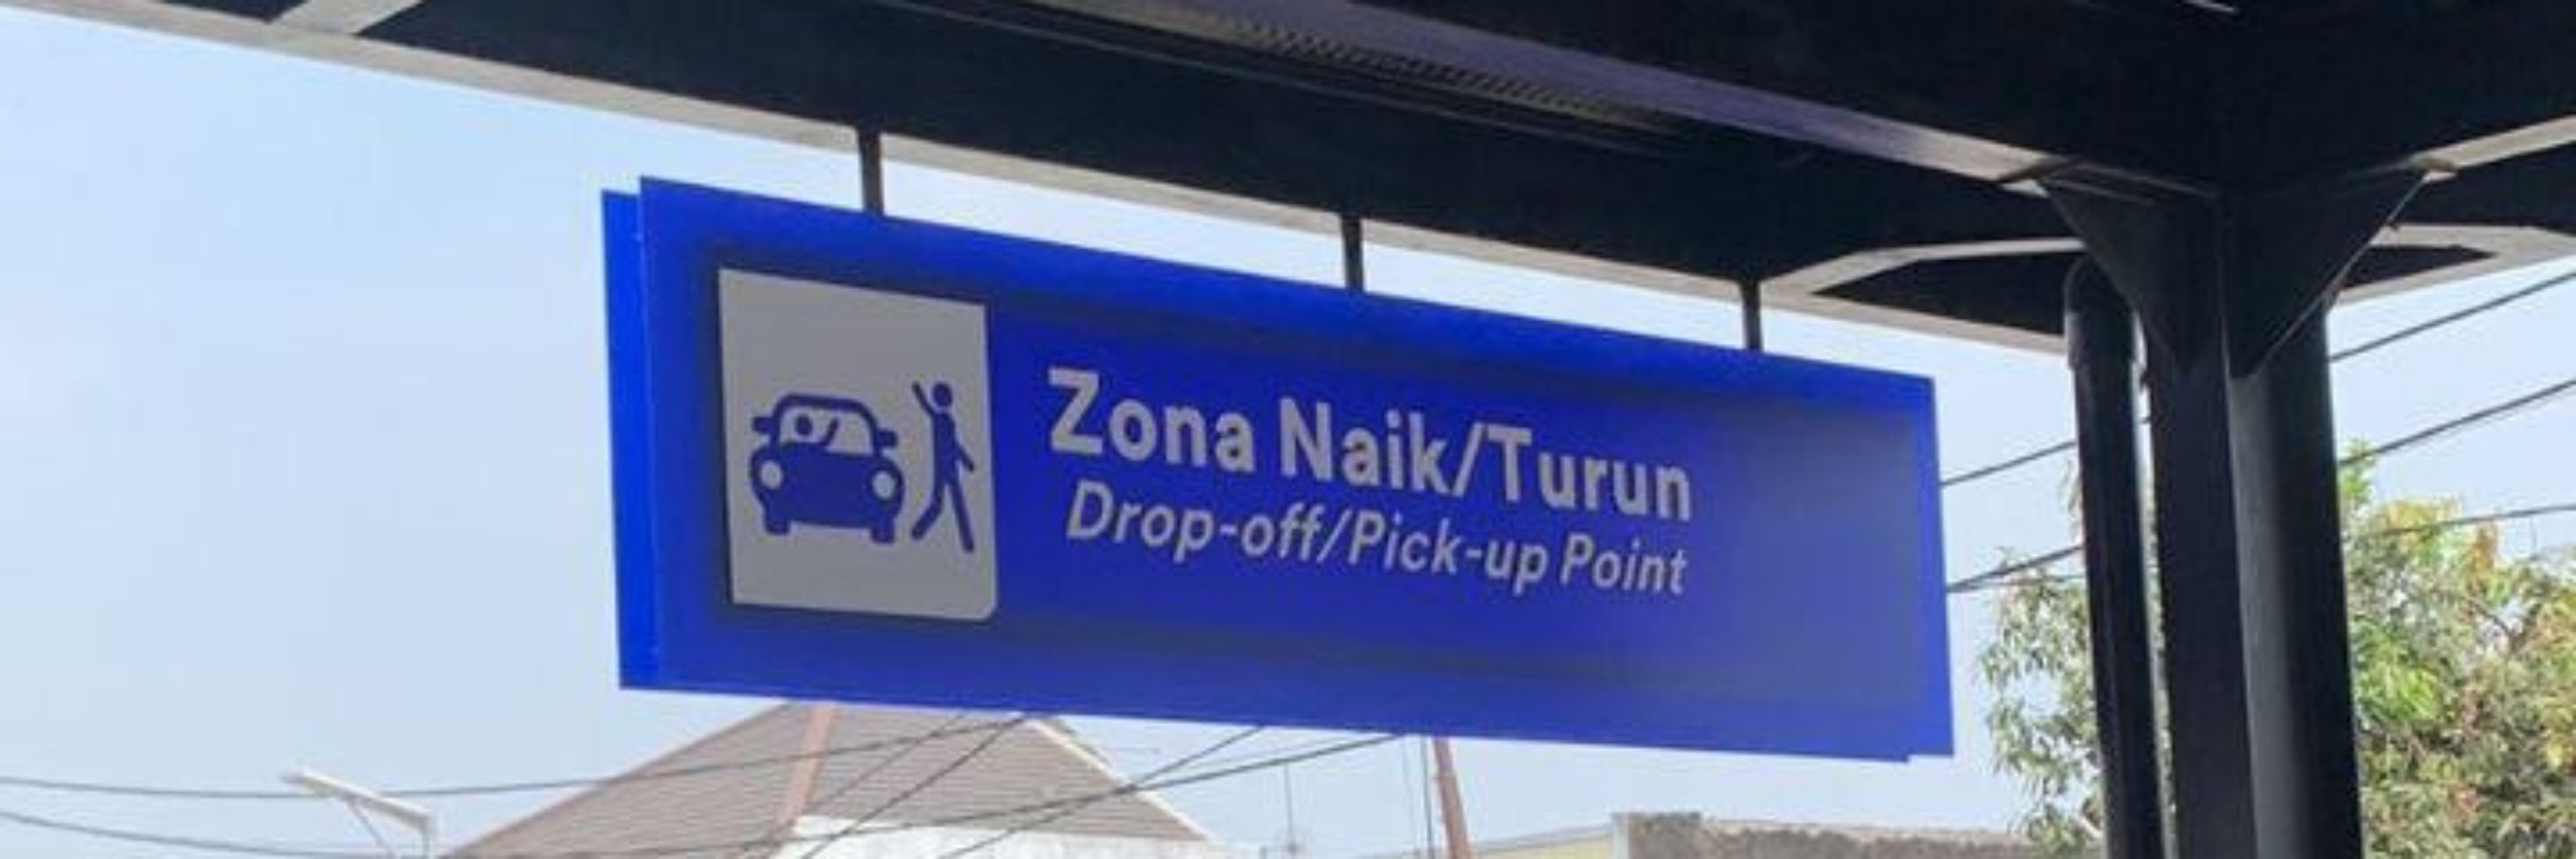 Zona Naik/Turun
Drop-off/Pick-up Point